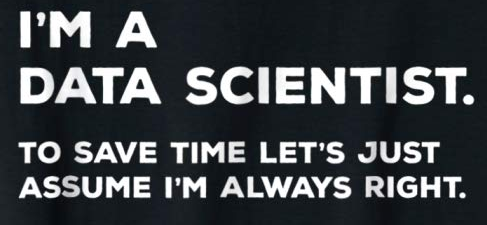 I'M A
DATA SCIENTIST.
TO SAVE TIME LET'S JUST
ASSUME I'M ALWAYS RIGHT.